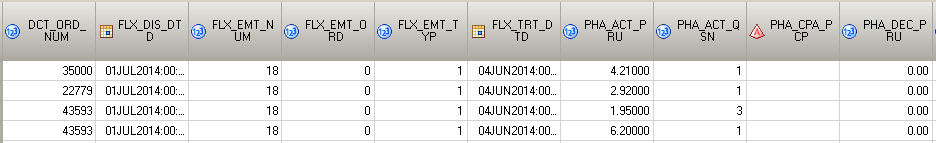 DCT_ORD_NUM FLX_DIS_DTD FLX_EMT_NUM FLX_EMT_ORD FLX_EMT_TYP FLX_TRT_DTD PHA_ACT_PRU PHA_ACT_QSN PHA_CPA_PCP PHA_DEC_PRU
35000 01JUL2014:00:... 18 0 1 04JUN2014:00... 4.21000 1 0.00
22779 01JUL2014:00:... 18 0 1 04JUN2014:00... 2.92000 1 0.00
43593 01JUL2014:00:... 18 0 1 04JUN2014:00... 1.95000 3 0.00
43593 01JUL2014:00:... 18 0 1 04JUN2014:00... 6.20000 1 0.00